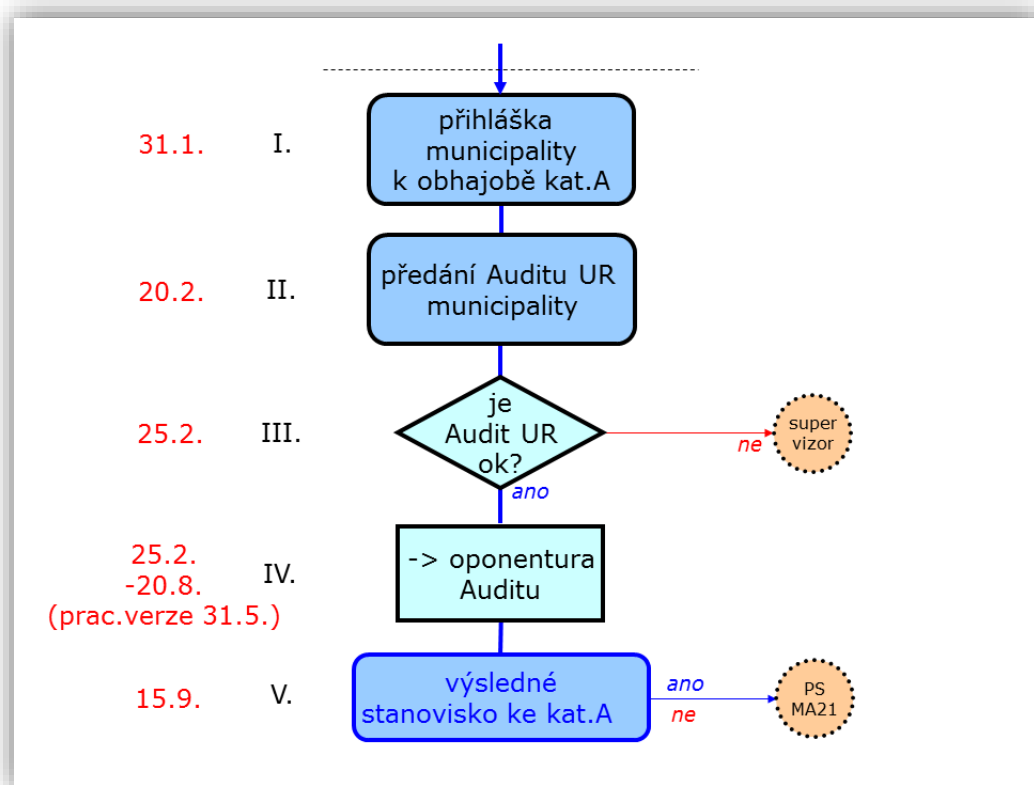 31.1.
I.
přihláška
municipality
k obhajobě kat.A
20.2.
II.
předání Auditu UR
municipality
25.2.
III.
je
Audit UR
ok?
ne
super
vizor
ano
25.2.
-20.8.
(prac.verze 31.5.)
IV.
-> oponentura
Auditu
15.9.
V.
výsledné
stanovisko ke kat.A
ano
ne
PS
MA21